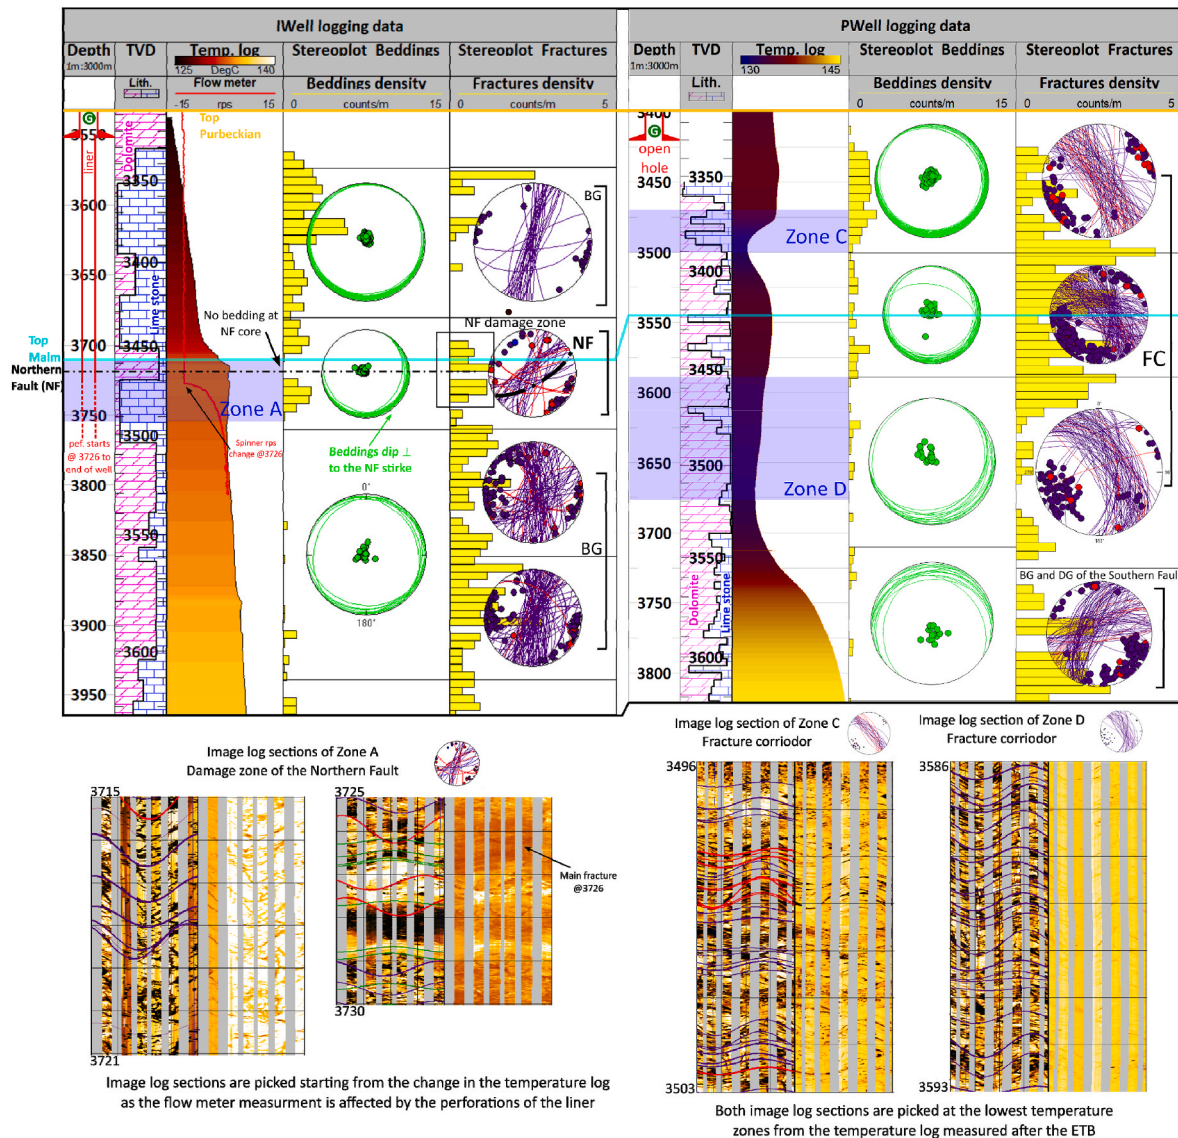 IWell logging data
PWell logging data
Depth
TVD
Temp. log
Stereoplot Beddings
Stereoplot Fractures
Depth
TVD
Temp. log
Stereoplot Beddings
Stereoplot Fractures
1m:3000m
125 DegC 140
1m:3000m
130 145
Lith.
Flow meter
Beddings density
Fractures density
Lith.
Beddings density
Fractures density
-15 rps 15
0 counts/m 15
0 counts/m 5
0 counts/m 15
0 counts/m 5
G
3550
liner
Dolomite
Top
Purbeckian
3350
3600
3400
3650
Lime stone
3700
3450
3750
3500
3800
3550
3850
3900
3600
3950
Top
Malm
Northern
Fault (NF)
No bedding at
NF core
Zone A
pef. starts
@ 3726 to
end of well
Spinner rps
change @3726
Beddings dip ⊥
to the NF stirke
0°
180°
BG
NF damage zone
NF
BG
3400
G
open
hole
3450
3350
3500
3400
3550
3450
3600
3650
3500
3700
3550
3750
3600
3800
Dolomite
Lime stone
Zone C
Zone D
FC
0°
BG and DG of the Southern Faul
Image log sections of Zone A
Damage zone of the Northern Fault
3715
3721
3725
3730
Main fracture
@3726
Image log sections are picked starting from the change in the temperature log
as the flow meter measurment is affected by the perforations of the liner
Image log section of Zone C
Fracture corriodor
3496
3503
Image log section of Zone D
Fracture corriodor
3586
3593
Both image log sections are picked at the lowest temperature
zones from the temperature log measured after the ETB